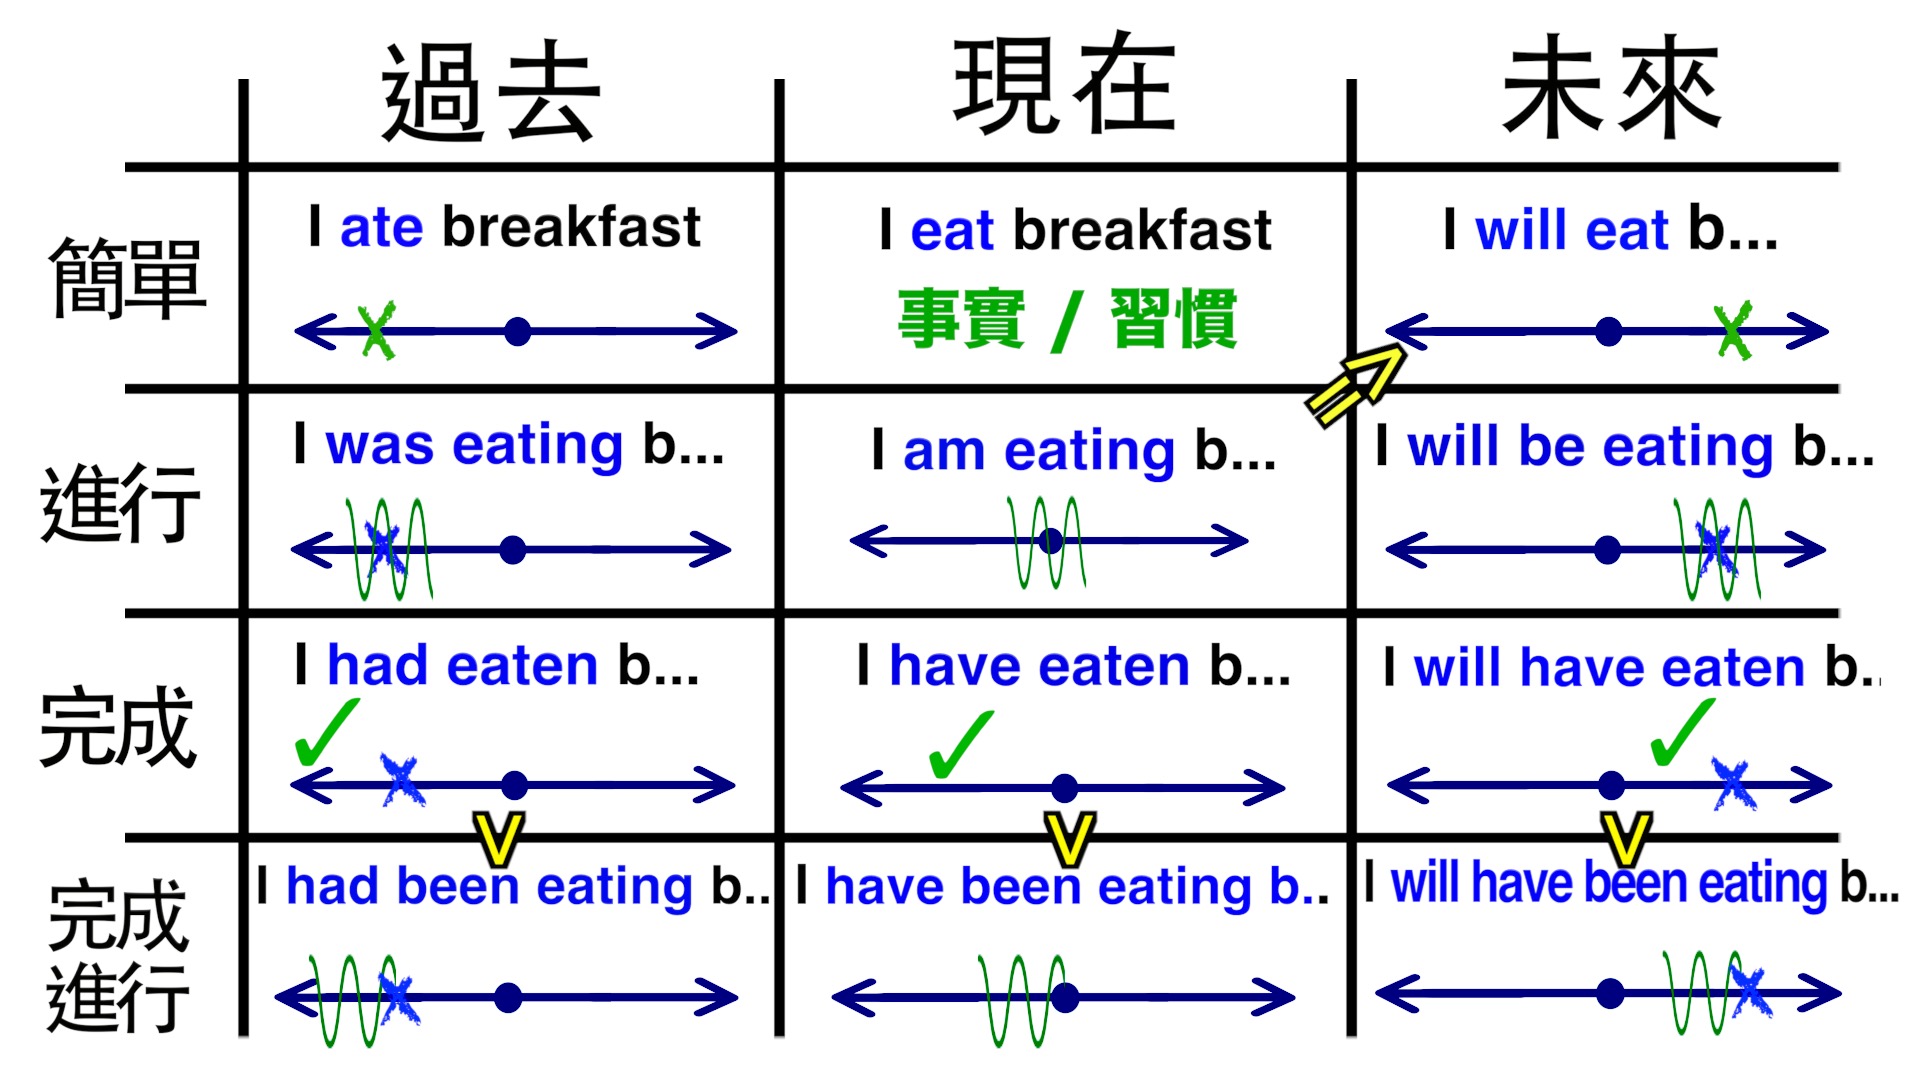 過去 現在 未來
簡單
I ate breakfast
I eat breakfast
事實 / 習慣
I will eat b...
進行
I was eating b...
I am eating b...
I will be eating b...
完成
I had eaten b...
I have eaten b...
I will have eaten b..
完成
進行
I had been eating b..
I have been eating b..
I will have been eating b...